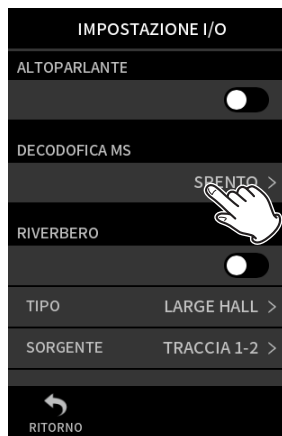 IMPOSTAZIONE I/O
ALTOPARLANTE
DECODOFICA MS
SPENTO >
RIVERBERO
TIPO LARGE HALL >
SORGENTE TRACCIA 1-2 >
RITORNO